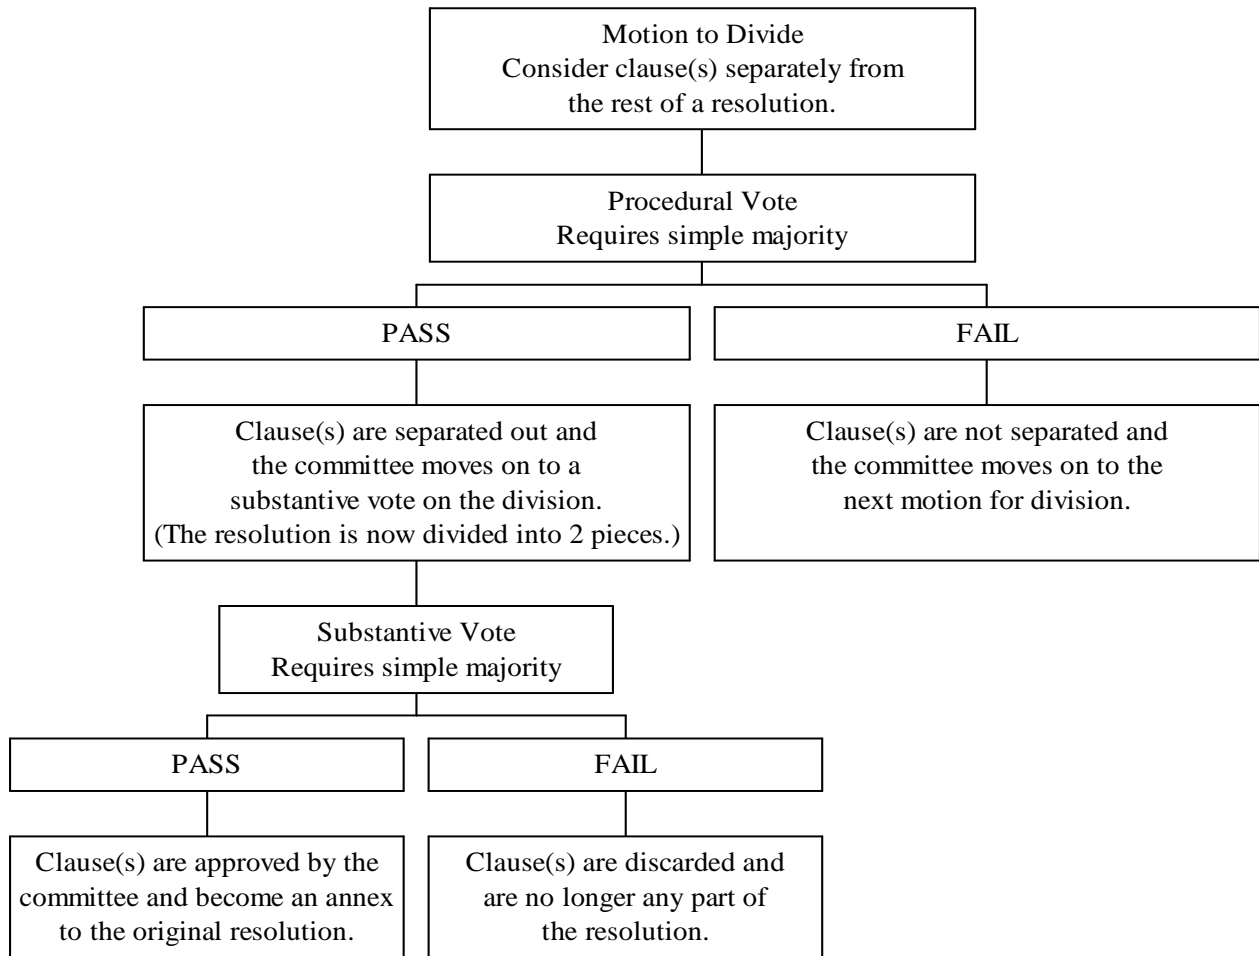 Motion to Divide
Consider clause(s) separately from
the rest of a resolution.
Procedural Vote
Requires simple majority
PASS
FAIL
Clause(s) are separated out and
the committee moves on to a
substantive vote on the division.
(The resolution is now divided into 2 pieces.)
Clause(s) are not separated and
the committee moves on to the
next motion for division.
Substantive Vote
Requires simple majority
PASS
FAIL
Clause(s) are approved by the
committee and become an annex
to the original resolution.
Clause(s) are discarded and
are no longer any part of
the resolution.